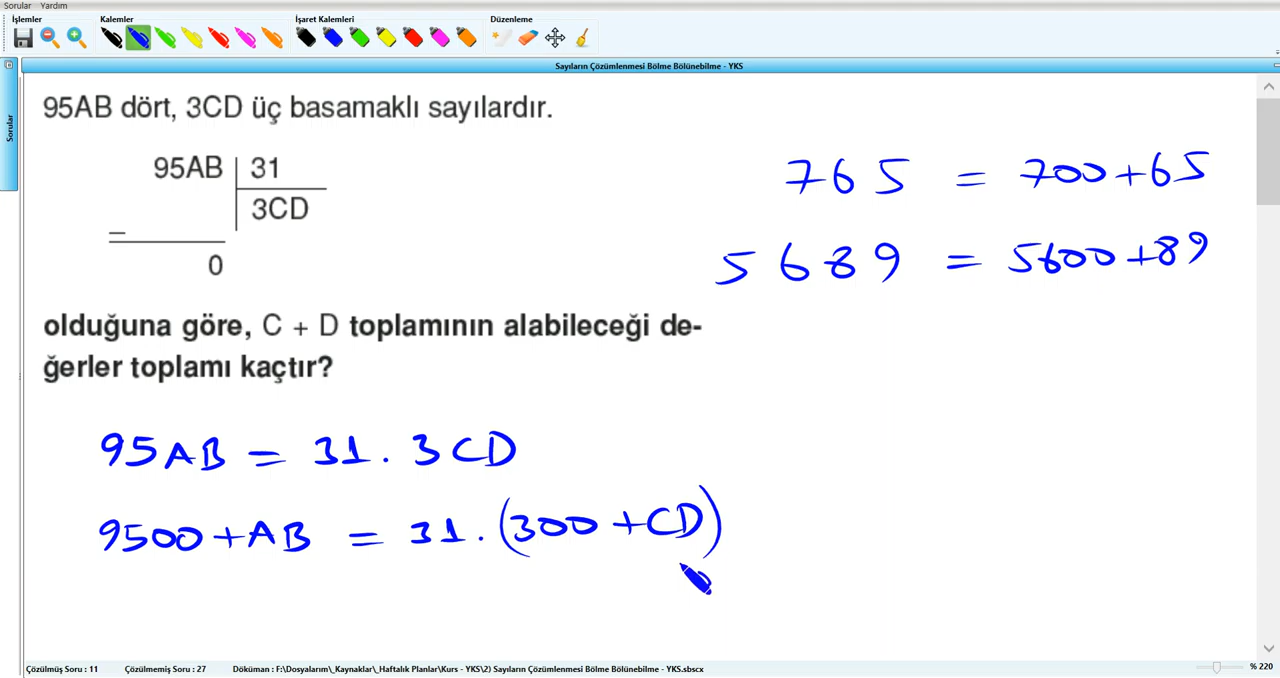 Sorular Yardım
İşlemler Kalemler İşaret Kalemleri Düzenleme
Sayıların Çözümlenmesi Bölme Bölünebilme - YKS
Sorular
95AB dört, 3CD üç basamaklı sayılardır.
95AB 31
3CD
–
0
765 = 700+65
5689 = 5600+89
olduğuna göre, C + D toplamının alabileceği de-
ğerler toplamı kaçtır?
95AB = 31 . 3CD
9500+AB = 31 . (300 +CD)
Çözülmüş Soru : 11 Çözülmemiş Soru : 27 Döküman : F:\Dosyalarım\_Kaynaklar\_Haftalık Planlar\Kurs - YKS\2) Sayıların Çözümlenmesi Bölme Bölünebilme - YKS.sbscx % 220